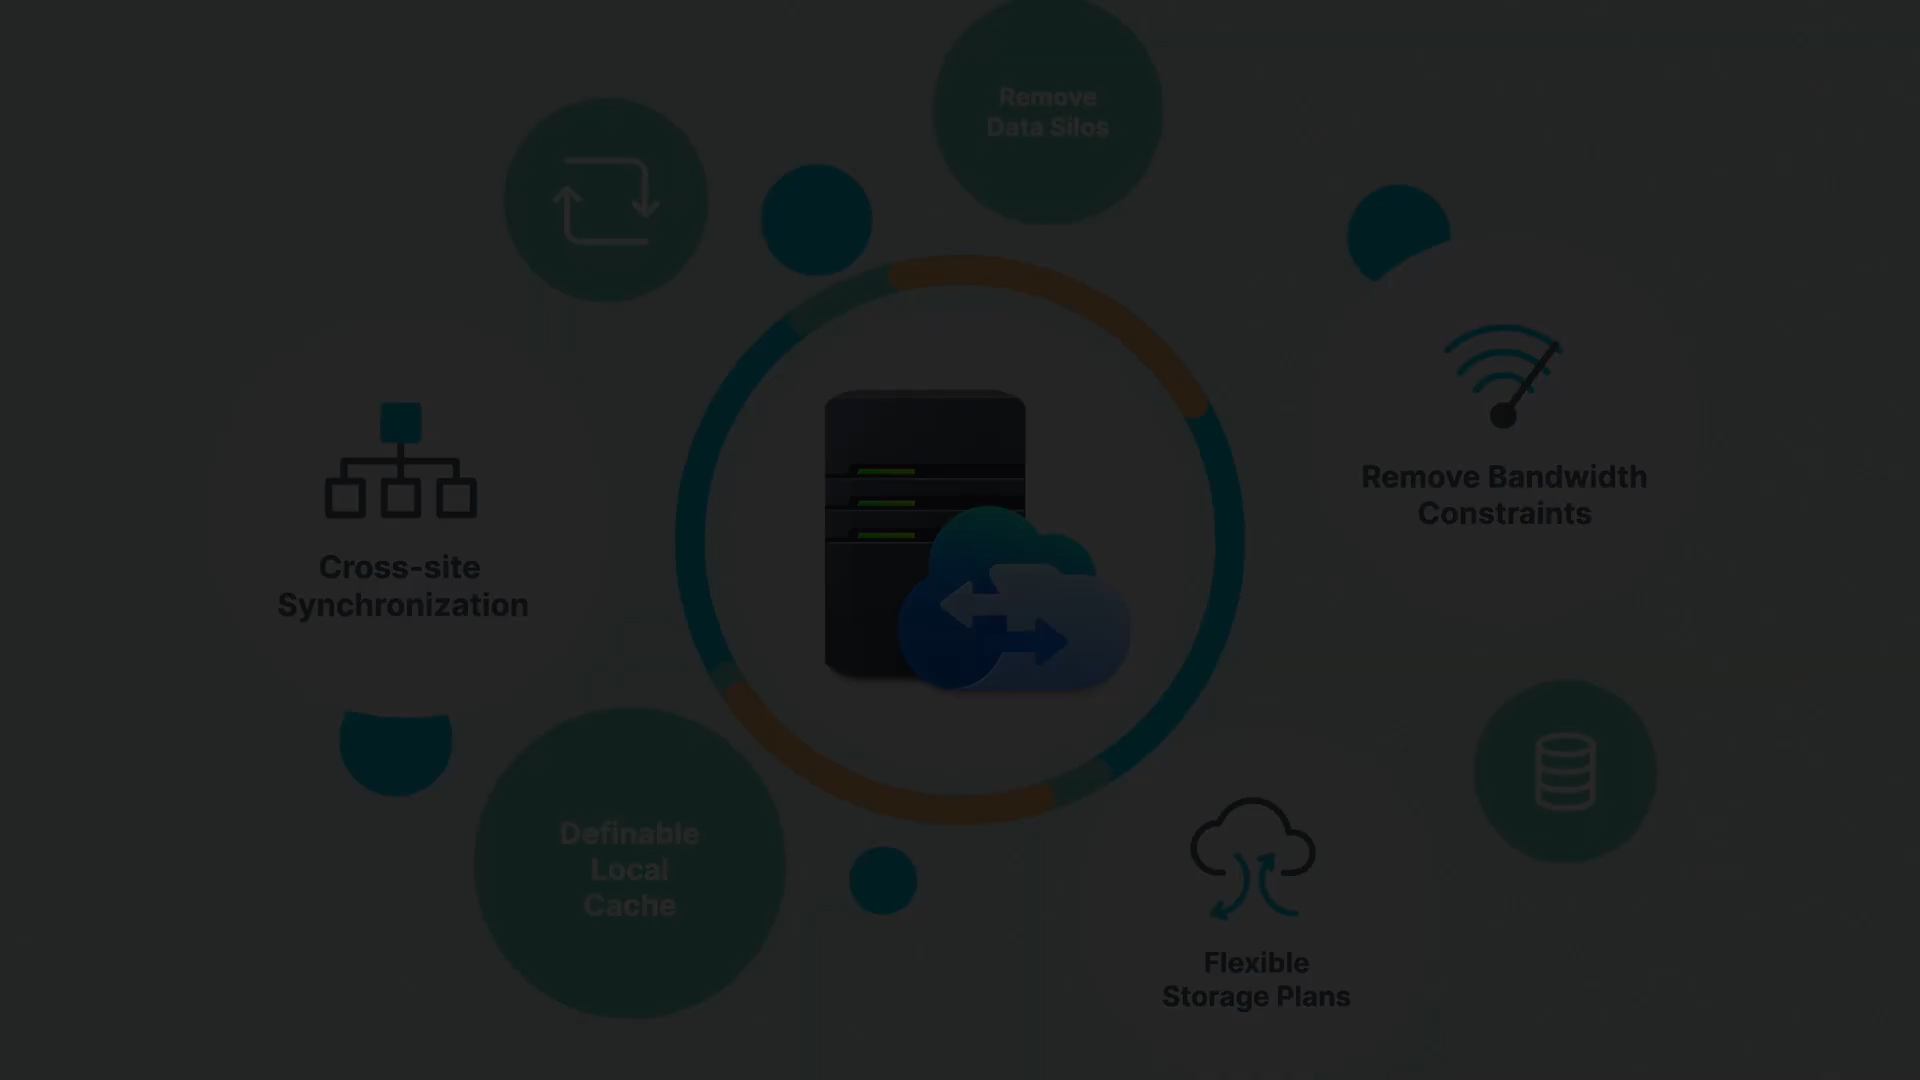 Remove
Data Silos
Remove Bandwidth
Constraints
Cross-site
Synchronization
Definable
Local
Cache
Flexible
Storage Plans